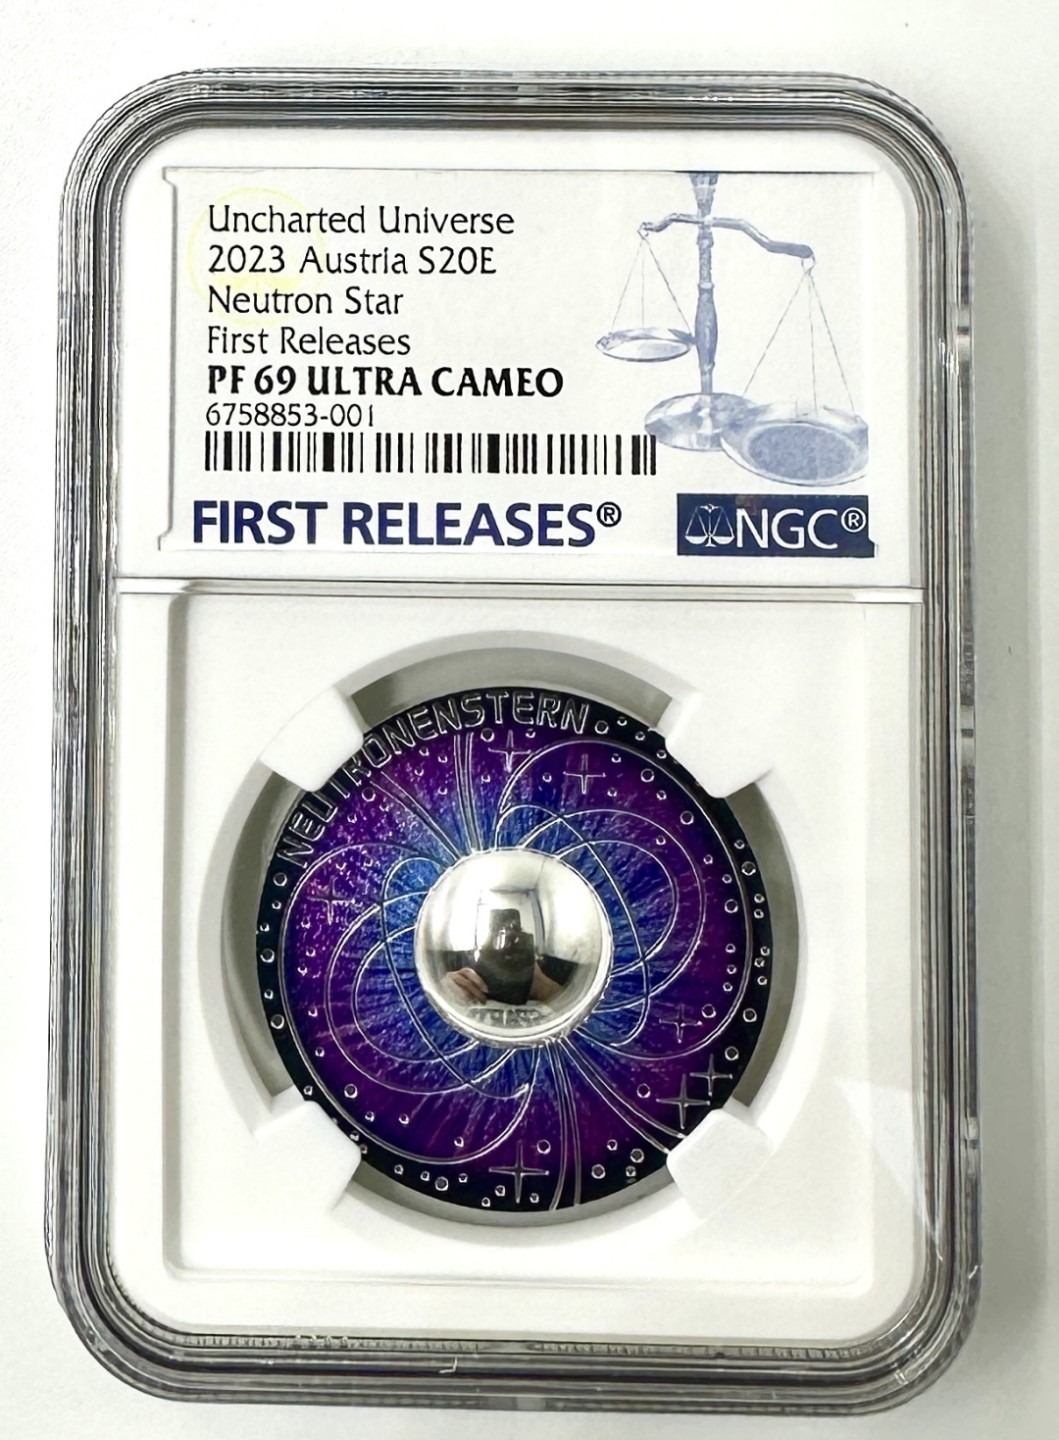 Uncharted Universe
2023 Austria S20E
Neutron Star
First Releases
PF 69 ULTRA CAMEO
6758853-001
FIRST RELEASES®
NGC®
NEUTRONENSTERN